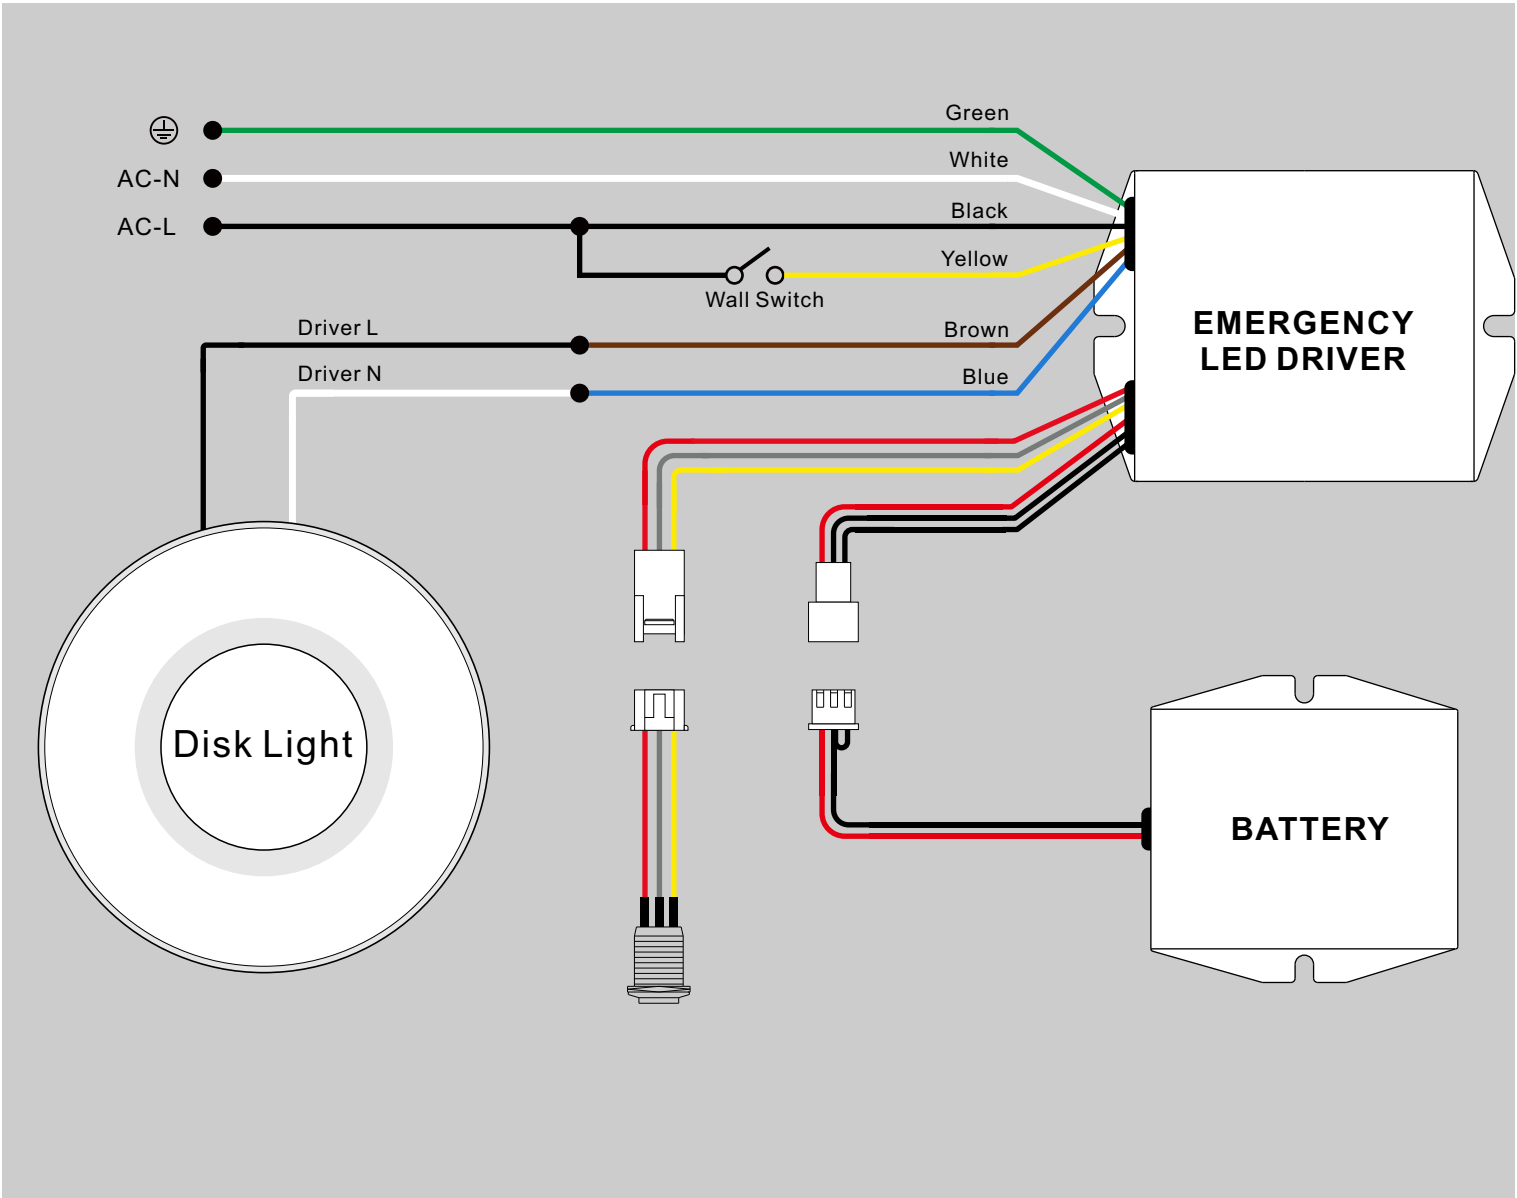 Green
AC-N
White
AC-L
Black
Yellow
Wall Switch
Driver L
Brown
Driver N
Blue
EMERGENCY
LED DRIVER
Disk Light
BATTERY